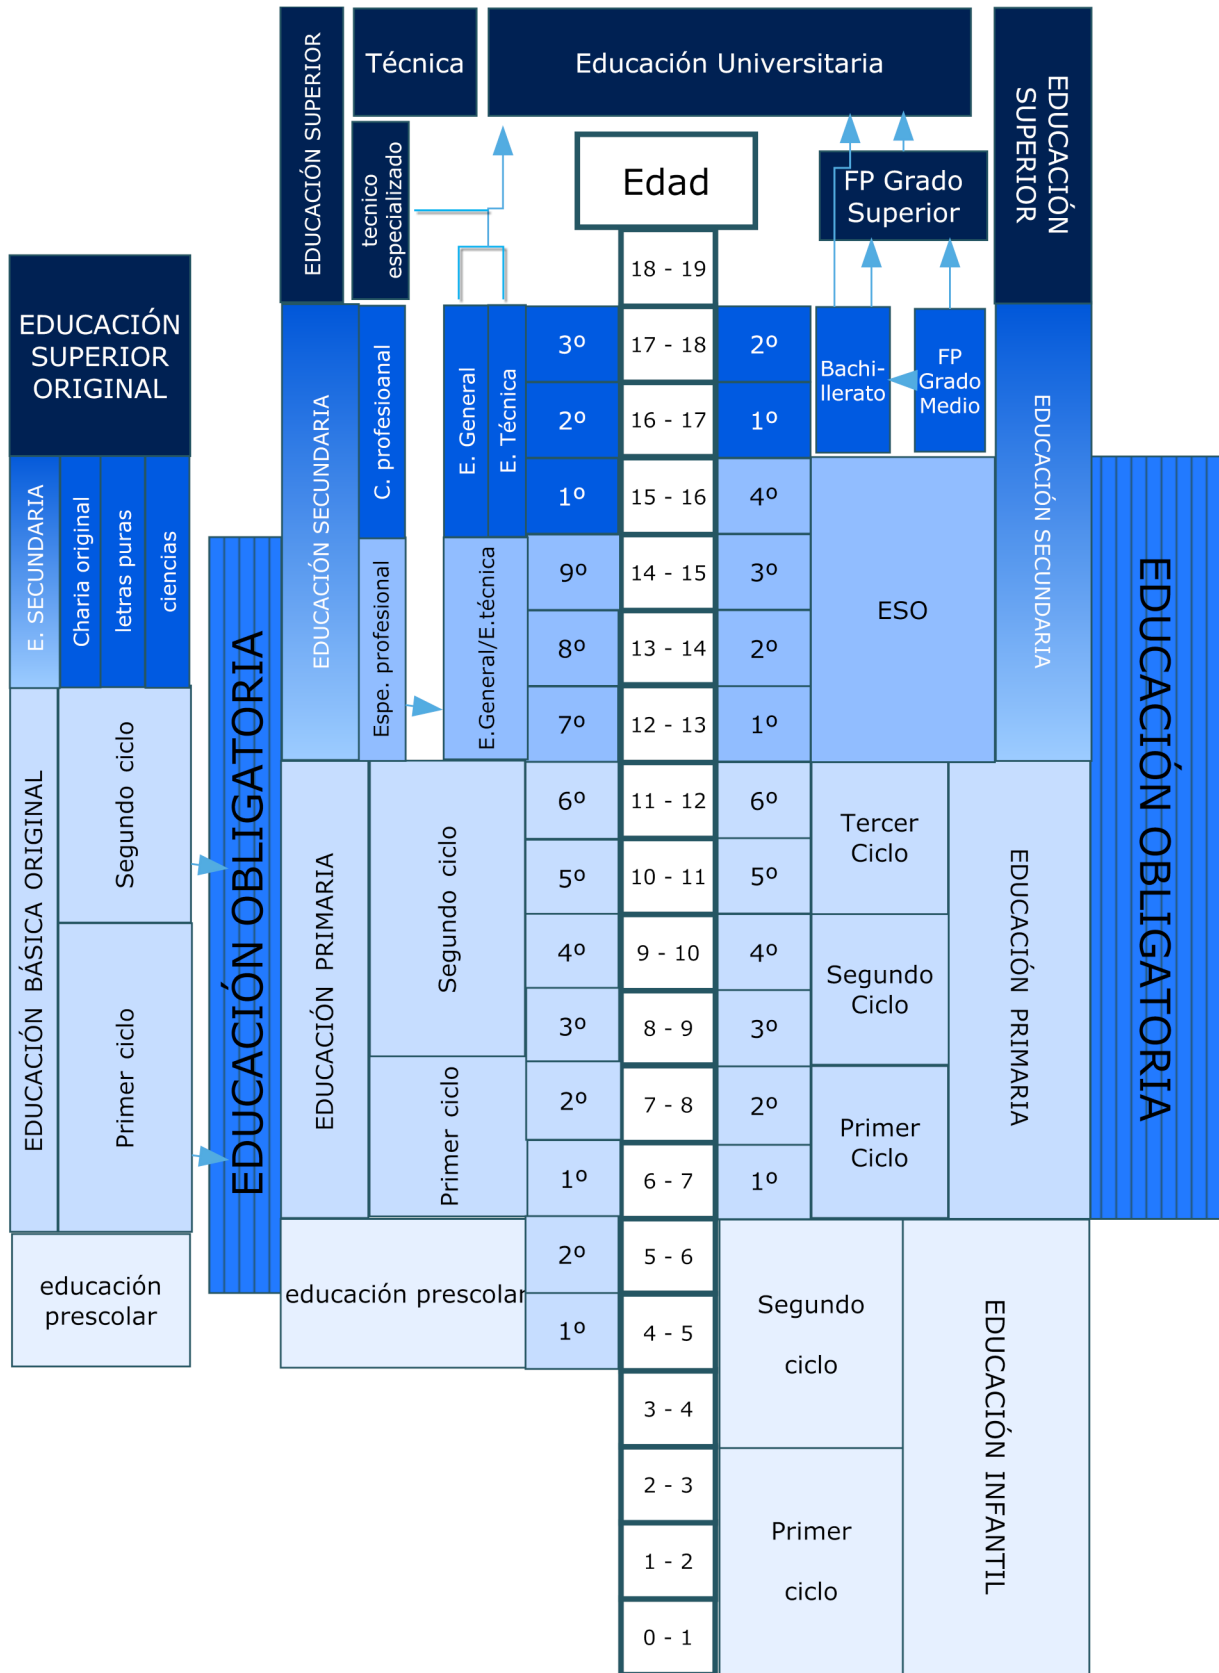 EDUCACIÓN
SUPERIOR
ORIGINAL
E. SECUNDARIA
Charia original
letras puras
ciencias
EDUCACIÓN BÁSICA ORIGINAL
Segundo ciclo
Primer ciclo
educación
prescolar
EDUCACIÓN OBLIGATORIA
EDUCACIÓN SUPERIOR
Técnica
Educación Universitaria
tecnico
especializado
EDUCACIÓN SECUNDARIA
C. profesioanal
E. General
E. Técnica
Espe. profesional
E.General/E.técnica
EDUCACIÓN PRIMARIA
Segundo ciclo
Primer ciclo
educación prescolar
3º
2º
1º
9º
8º
7º
6º
5º
4º
3º
2º
1º
2º
1º
Edad
18 - 19
17 - 18
16 - 17
15 - 16
14 - 15
13 - 14
12 - 13
11 - 12
10 - 11
9 - 10
8 - 9
7 - 8
6 - 7
5 - 6
4 - 5
3 - 4
2 - 3
1 - 2
0 - 1
2º
1º
4º
3º
2º
1º
6º
5º
4º
3º
2º
1º
FP Grado
Superior
Bachi-
llerato
FP
Grado
Medio
ESO
Tercer
Ciclo
Segundo
Ciclo
Primer
Ciclo
Segundo
ciclo
Primer
ciclo
EDUCACIÓN
SUPERIOR
EDUCACIÓN SECUNDARIA
EDUCACIÓN PRIMARIA
EDUCACIÓN INFANTIL
EDUCACIÓN OBLIGATORIA